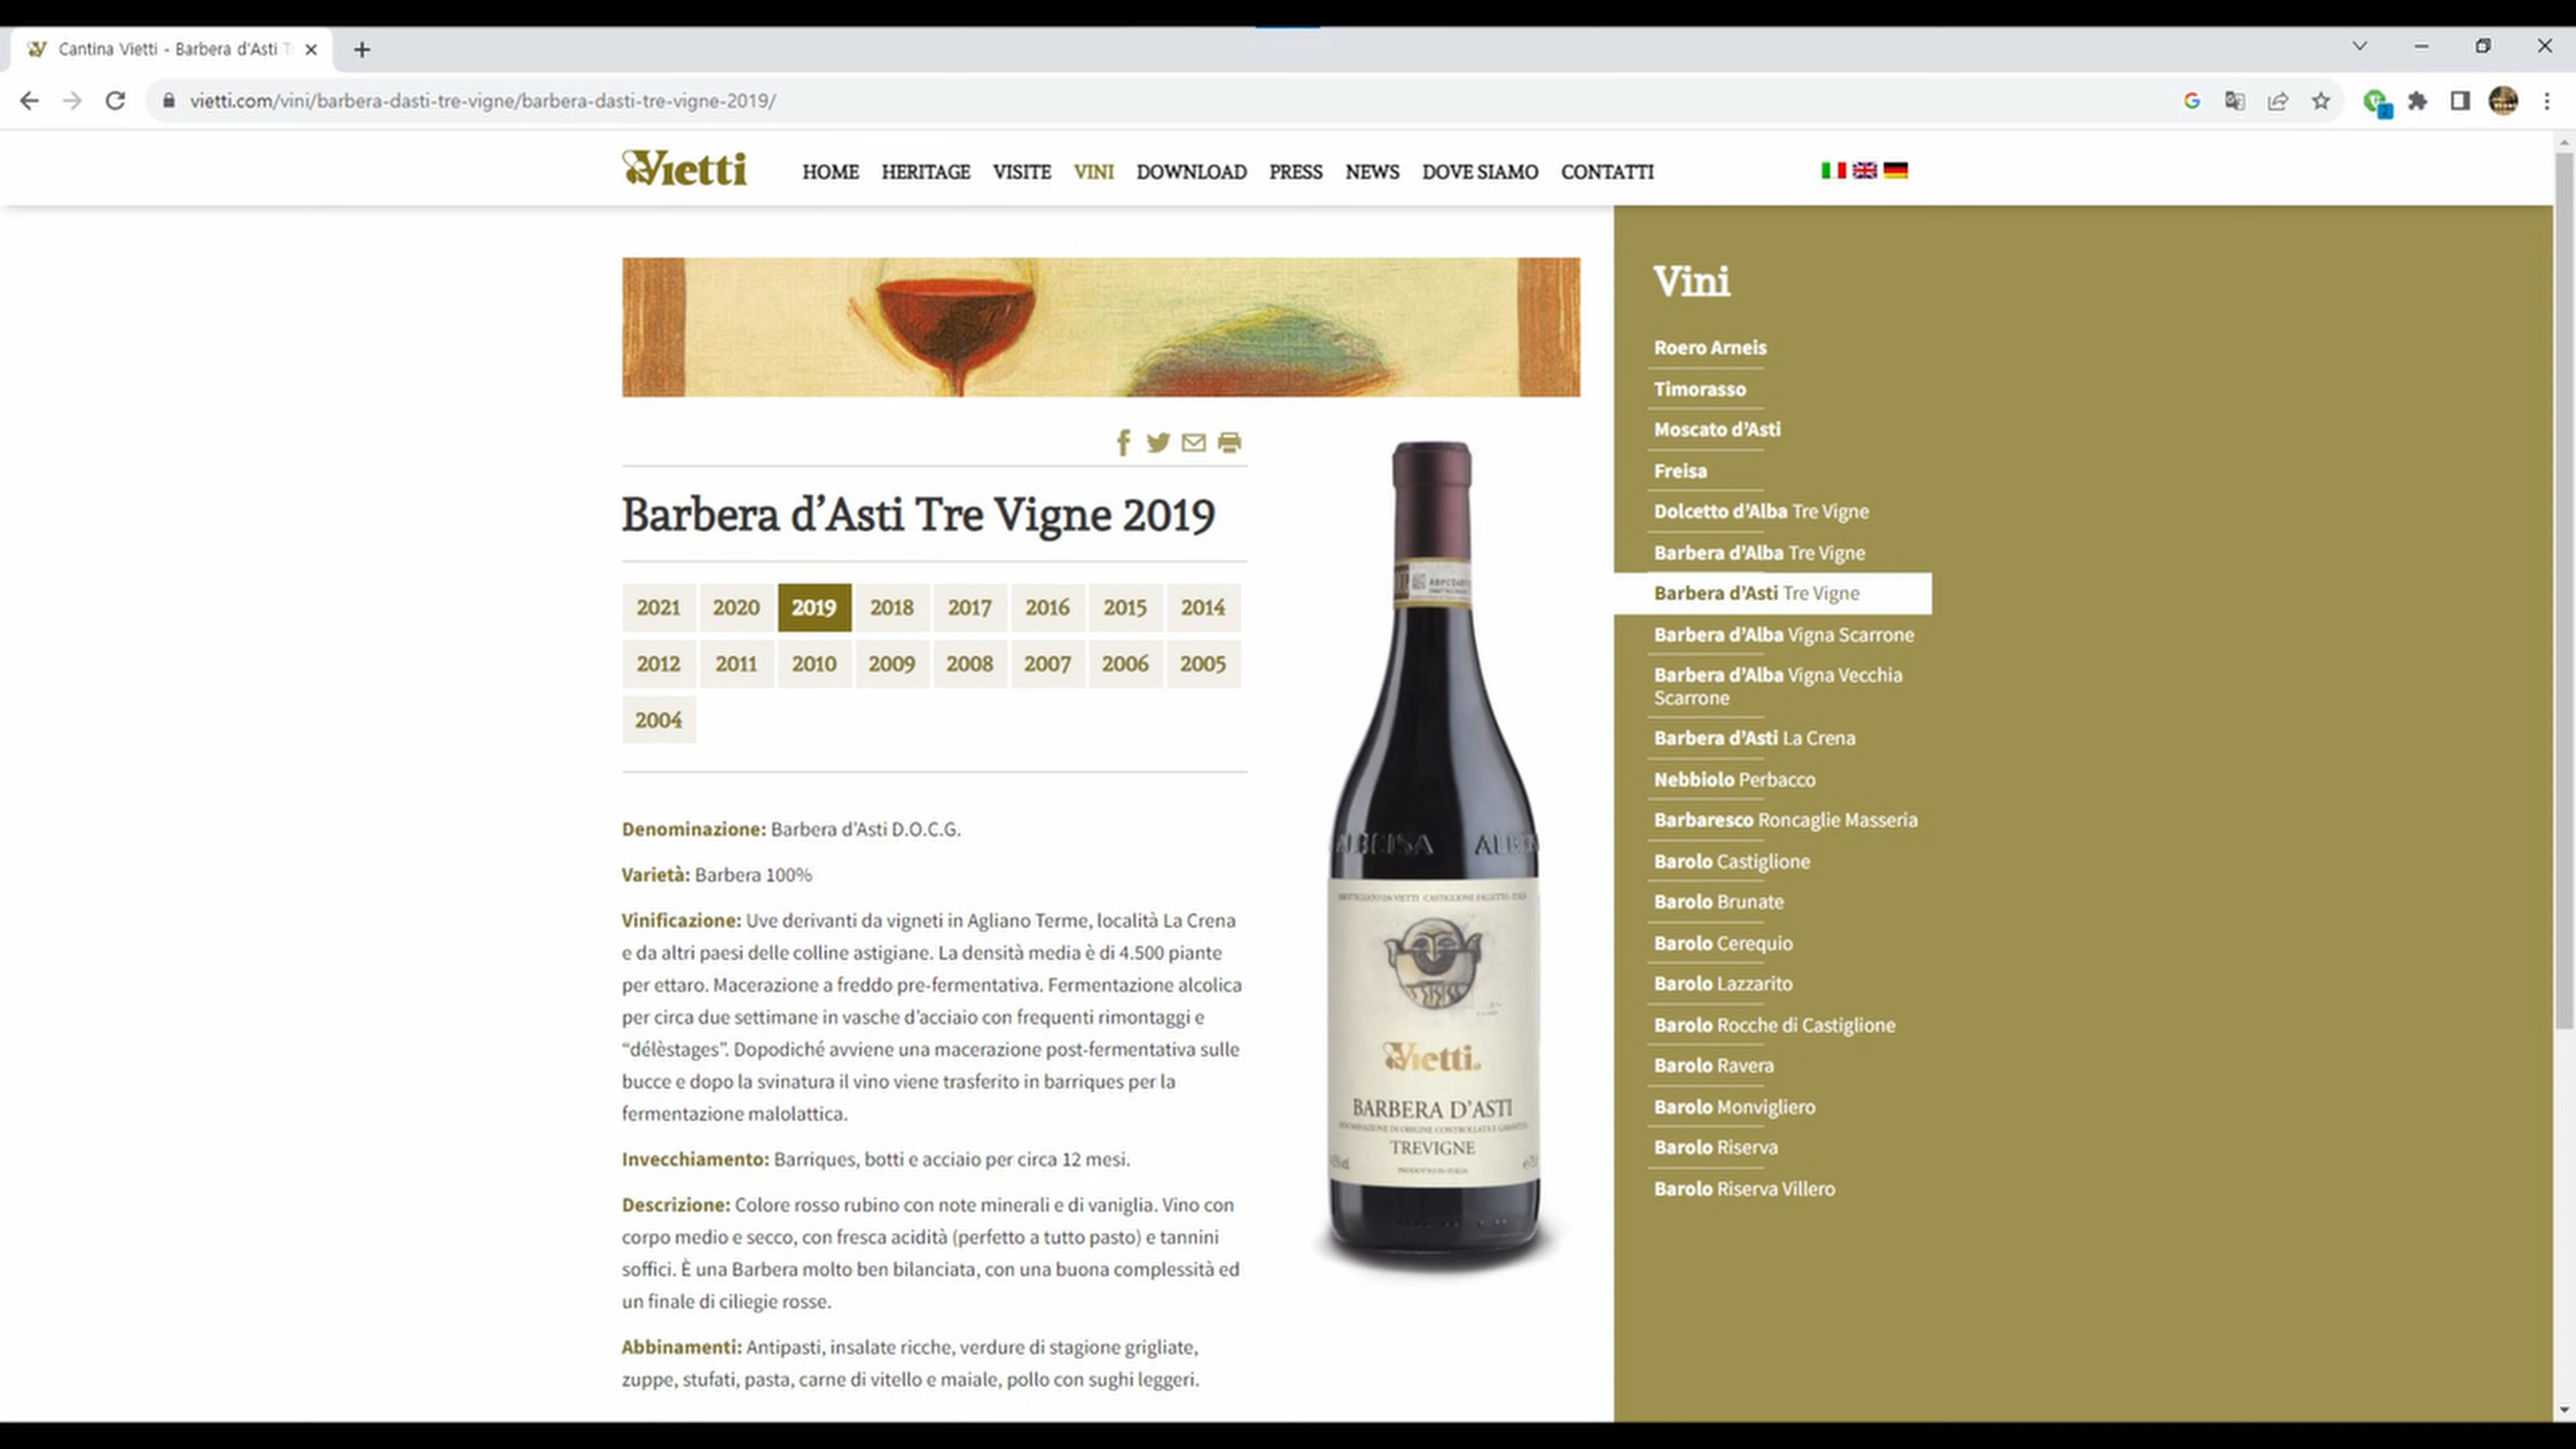 Cantina Vietti - Barbera d'Asti
vietti.com/vini/barbera-dasti-tre-vigne/barbera-dasti-tre-vigne-2019/
Vietti
HOME HERITAGE VISITE VINI DOWNLOAD PRESS NEWS DOVE SIAMO CONTATTI
Barbera d’Asti Tre Vigne 2019
2021 2020 2019 2018 2017 2016 2015 2014
2012 2011 2010 2009 2008 2007 2006 2005
2004
Denominazione: Barbera d’Asti D.O.C.G.
Varietà: Barbera 100%
Vinificazione: Uve derivanti da vigneti in Agliano Terme, località La Crena
e da altri paesi delle colline astigiane. La densità media è di 4.500 piante
per ettaro. Macerazione a freddo pre-fermentativa. Fermentazione alcolica
per circa due settimane in vasche d’acciaio con frequenti rimontaggi e
“délèstages”. Dopodiché avviene una macerazione post-fermentativa sulle
bucce e dopo la svinatura il vino viene trasferito in barriques per la
fermentazione malolattica.
Invecchiamento: Barriques, botti e acciaio per circa 12 mesi.
Descrizione: Colore rosso rubino con note minerali e di vaniglia. Vino con
corpo medio e secco, con fresca acidità (perfetto a tutto pasto) e tannini
soffici. È una Barbera molto ben bilanciata, con una buona complessità ed
un finale di ciliegie rosse.
Abbinamenti: Antipasti, insalate ricche, verdure di stagione grigliate,
zuppe, stufati, pasta, carne di vitello e maiale, pollo con sughi leggeri.
ALBEISA
Vietti
BARBERA D'ASTI
DENOMINAZIONE DI ORIGINE CONTROLLATA E GARANTITA
TREVIGNE
PRODOTTO IN ITALIA
Vini
Roero Arneis
Timorasso
Moscato d’Asti
Freisa
Dolcetto d’Alba Tre Vigne
Barbera d’Alba Tre Vigne
Barbera d’Asti Tre Vigne
Barbera d’Alba Vigna Scarrone
Barbera d’Alba Vigna Vecchia
Scarrone
Barbera d’Asti La Crena
Nebbiolo Perbacco
Barbaresco Roncaglie Masseria
Barolo Castiglione
Barolo Brunate
Barolo Cerequio
Barolo Lazzarito
Barolo Rocche di Castiglione
Barolo Ravera
Barolo Monvigliero
Barolo Riserva
Barolo Riserva Villero